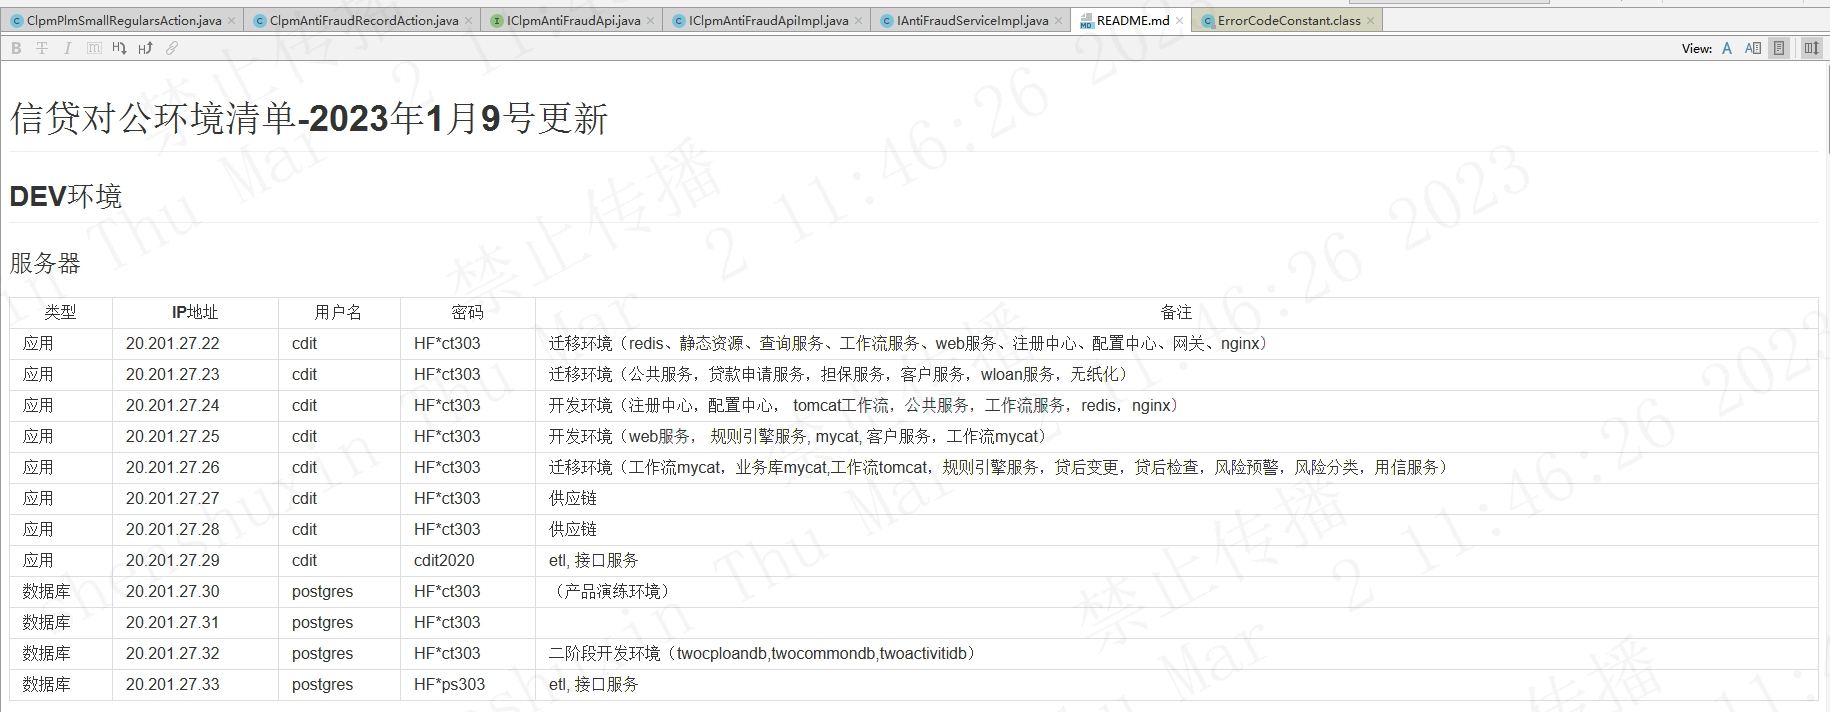 ClpmPlmSmallRegularsAction.java
ClpmAntiFraudRecordAction.java
IClpmAntiFraudApi.java
IClpmAntiFraudApiImpl.java
IAntiFraudServiceImpl.java
README.md
ErrorCodeConstant.class
View:
信贷对公环境清单-2023年1月9号更新
DEV环境
服务器
类型 IP地址 用户名 密码 备注
应用 20.201.27.22 cdit HF*ct303 迁移环境（redis、静态资源、查询服务、工作流服务、web服务、注册中心、配置中心、网关、nginx）
应用 20.201.27.23 cdit HF*ct303 迁移环境（公共服务，贷款申请服务，担保服务，客户服务，wloan服务，无纸化）
应用 20.201.27.24 cdit HF*ct303 开发环境（注册中心，配置中心， tomcat工作流，公共服务，工作流服务，redis，nginx）
应用 20.201.27.25 cdit HF*ct303 开发环境（web服务， 规则引擎服务, mycat, 客户服务，工作流mycat）
应用 20.201.27.26 cdit HF*ct303 迁移环境（工作流mycat，业务库mycat,工作流tomcat，规则引擎服务，贷后变更，贷后检查，风险预警，风险分类，用信服务）
应用 20.201.27.27 cdit HF*ct303 供应链
应用 20.201.27.28 cdit HF*ct303 供应链
应用 20.201.27.29 cdit cdit2020 etl, 接口服务
数据库 20.201.27.30 postgres HF*ct303 （产品演练环境）
数据库 20.201.27.31 postgres HF*ct303
数据库 20.201.27.32 postgres HF*ct303 二阶段开发环境（twocploandb,twocommondb,twoactivitidb）
数据库 20.201.27.33 postgres HF*ps303 etl, 接口服务
禁止传播
shenshuxin Thu Mar 2 11:46:26 2023